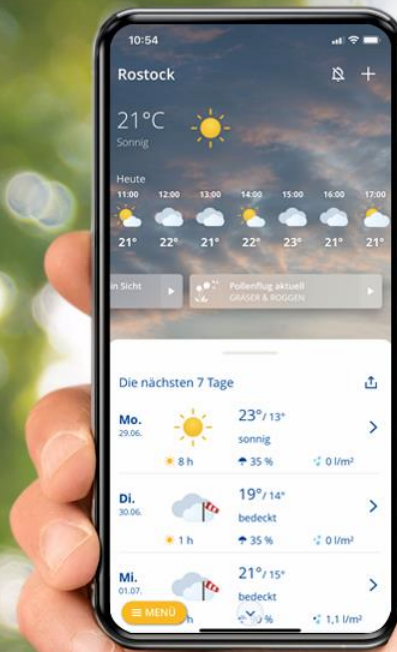 10:54
Rostock
21°C
Sonnig
Heute
11:00 12:00 13:00 14:00 15:00 16:00 17:00
21° 22° 21° 22° 23° 21° 21°
in Sicht
Pollenflug aktuell
GRÄSER & ROGGEN
Die nächsten 7 Tage
Mo. 23°/ 13°
29.06.
sonnig
8 h 35 % 0 l/m²
Di. 19°/ 14°
30.06.
bedeckt
1 h 35 % 0 l/m²
Mi. 21°/ 15°
01.07.
bedeckt
MENÜ h % 1,1 l/m²